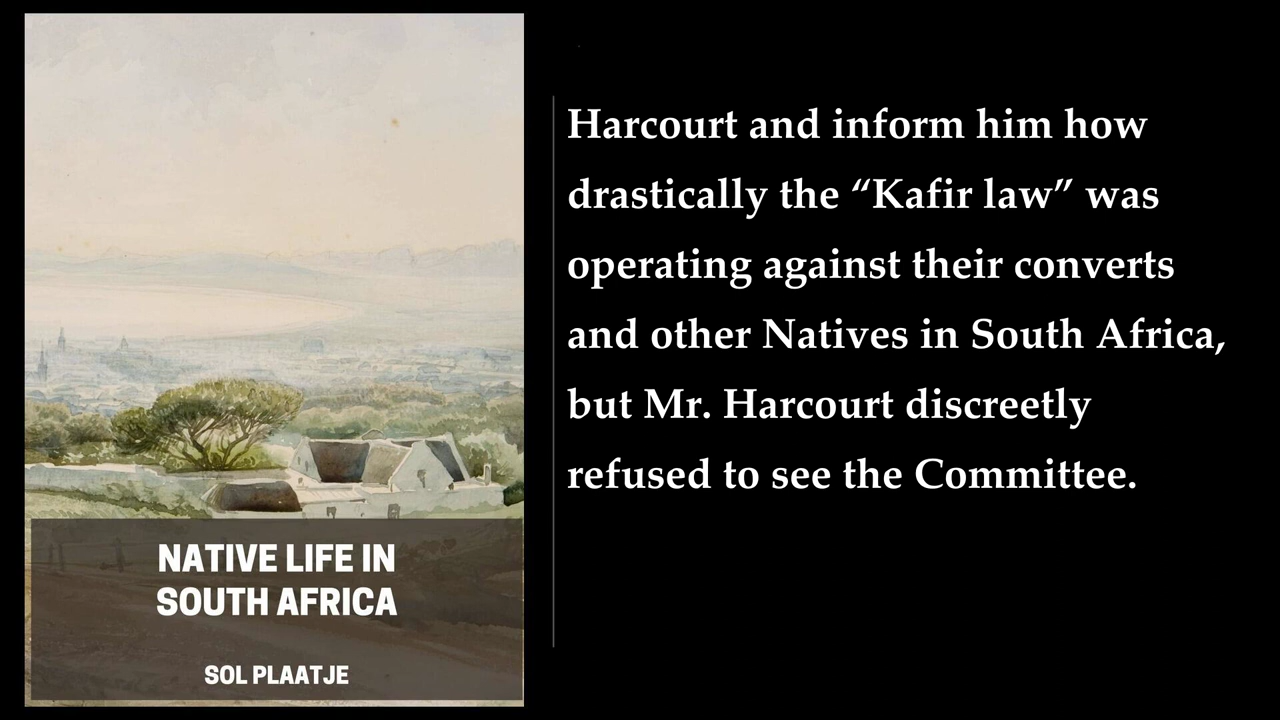 NATIVE LIFE IN
SOUTH AFRICA
SOL PLAATJE
Harcourt and inform him how
drastically the “Kafir law” was
operating against their converts
and other Natives in South Africa,
but Mr. Harcourt discreetly
refused to see the Committee.